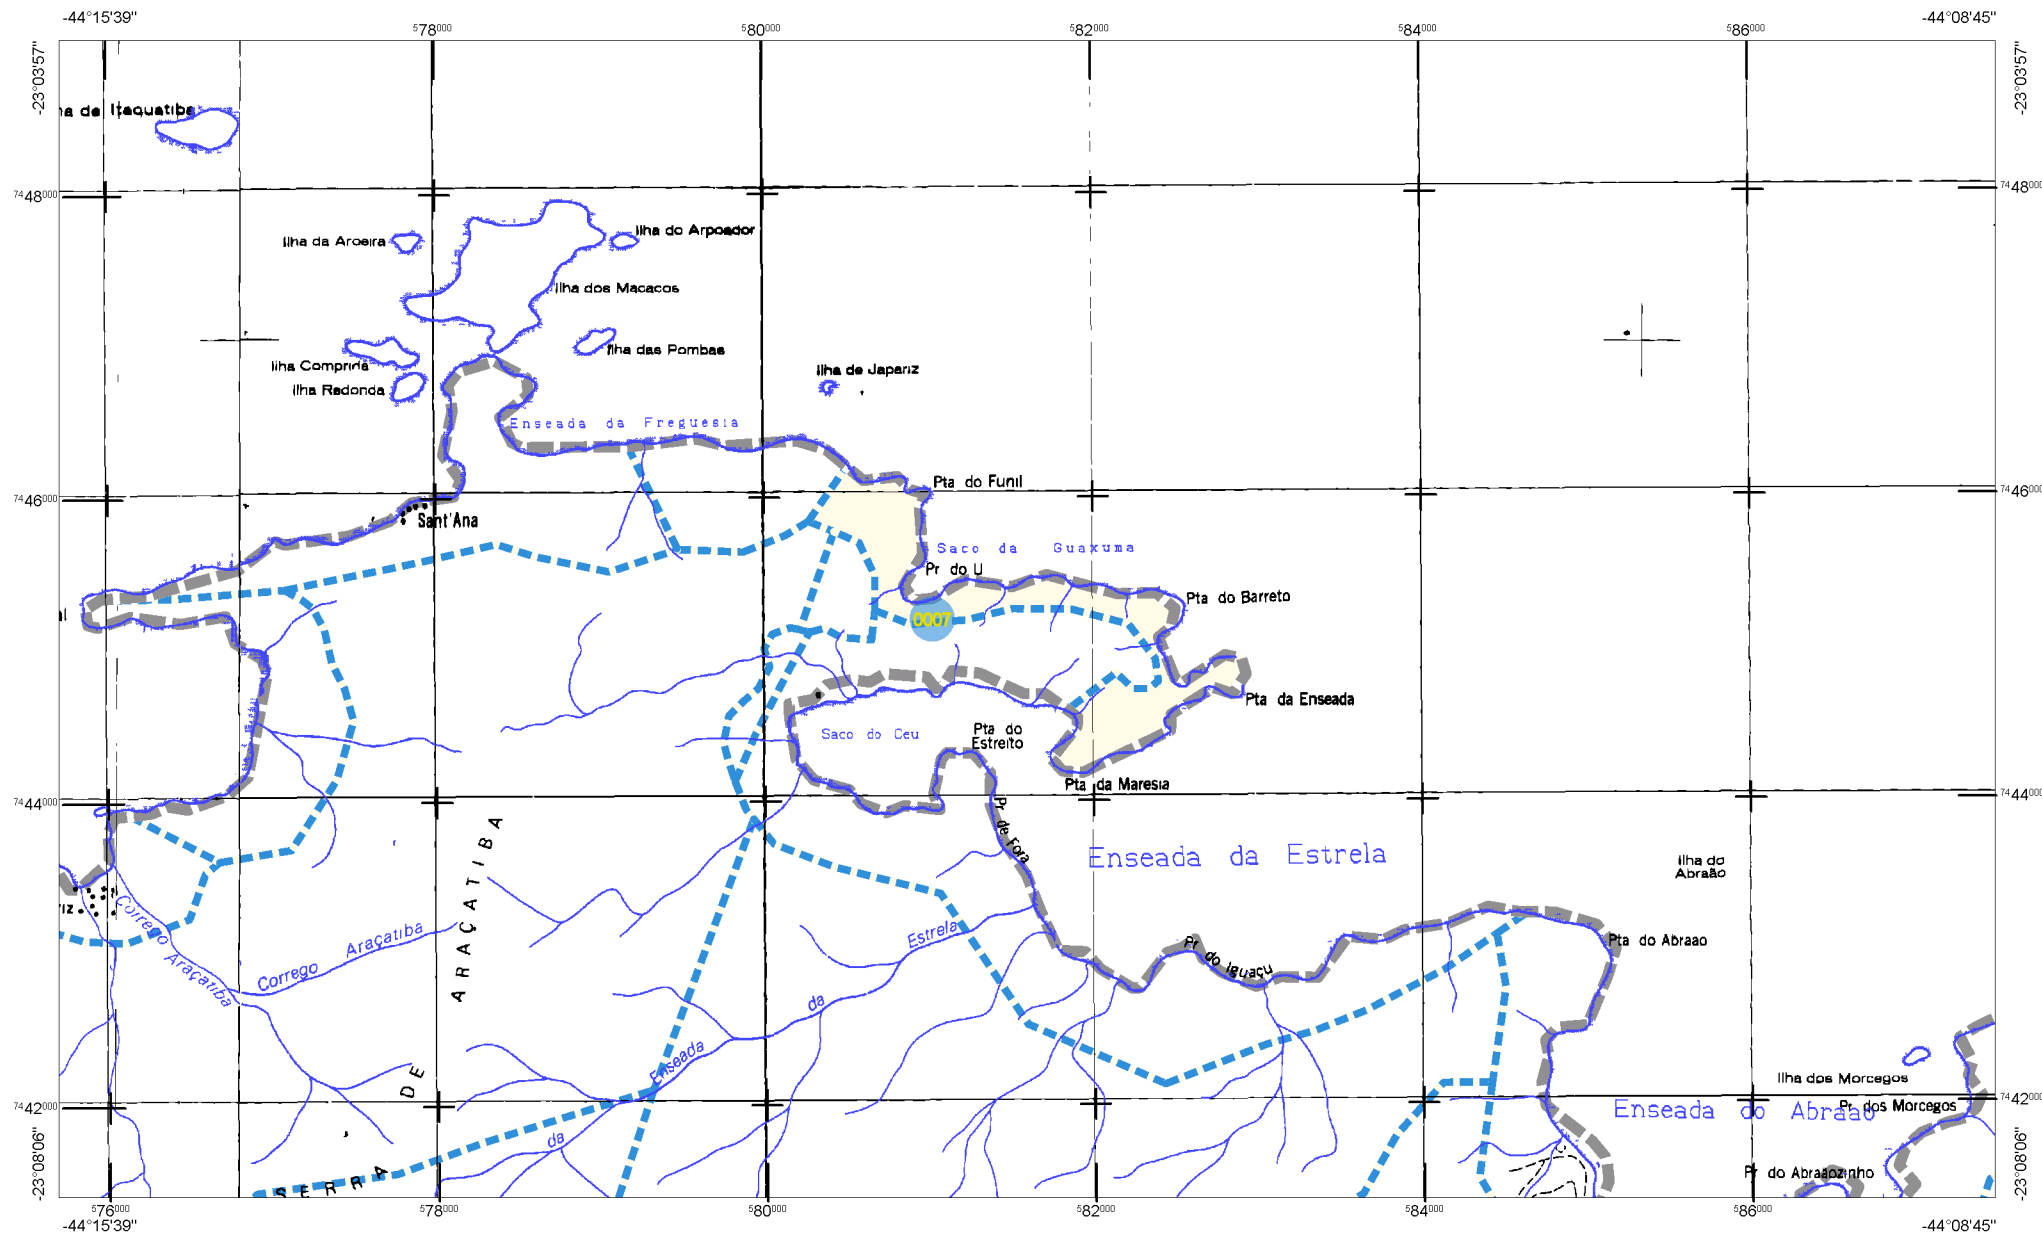 -44°15'39"
-44°08'45"
578000
580000
582000
584000
586000
-23°03'57"
-23°03'57"
de Itaquatiba
7448000
7448000
Ilha da Aroeira
Ilha do Arpoador
Ilha dos Macacos
Ilha das Pombas
Ilha Comprida
Ilha Redonda
Ilha de Japariz
Enseada da Freguesia
Pta do Funil
7446000
7446000
Sant'Ana
Saco da Guaxuma
Pr do U
Pta do Barreto
0007
Pta da Enseada
Saco do Ceu
Pta do
Estreito
Pta da Maresia
7444000
7444000
Pr de Fora
Enseada da Estrela
Ilha do
Abraão
Corrego Araçatiba
Corrego Araçatiba
Estrela
da
Enseada
da
Pr do Iguaçu
Pta do Abraao
SERRA DE ARAÇATIBA
Ilha dos Morcegos
Pr dos Morcegos
Enseada do Abraao
7442000
7442000
Pr do Abraaozinho
-23°08'06"
-23°08'06"
576000
578000
580000
582000
584000
586000
-44°15'39"
-44°08'45"